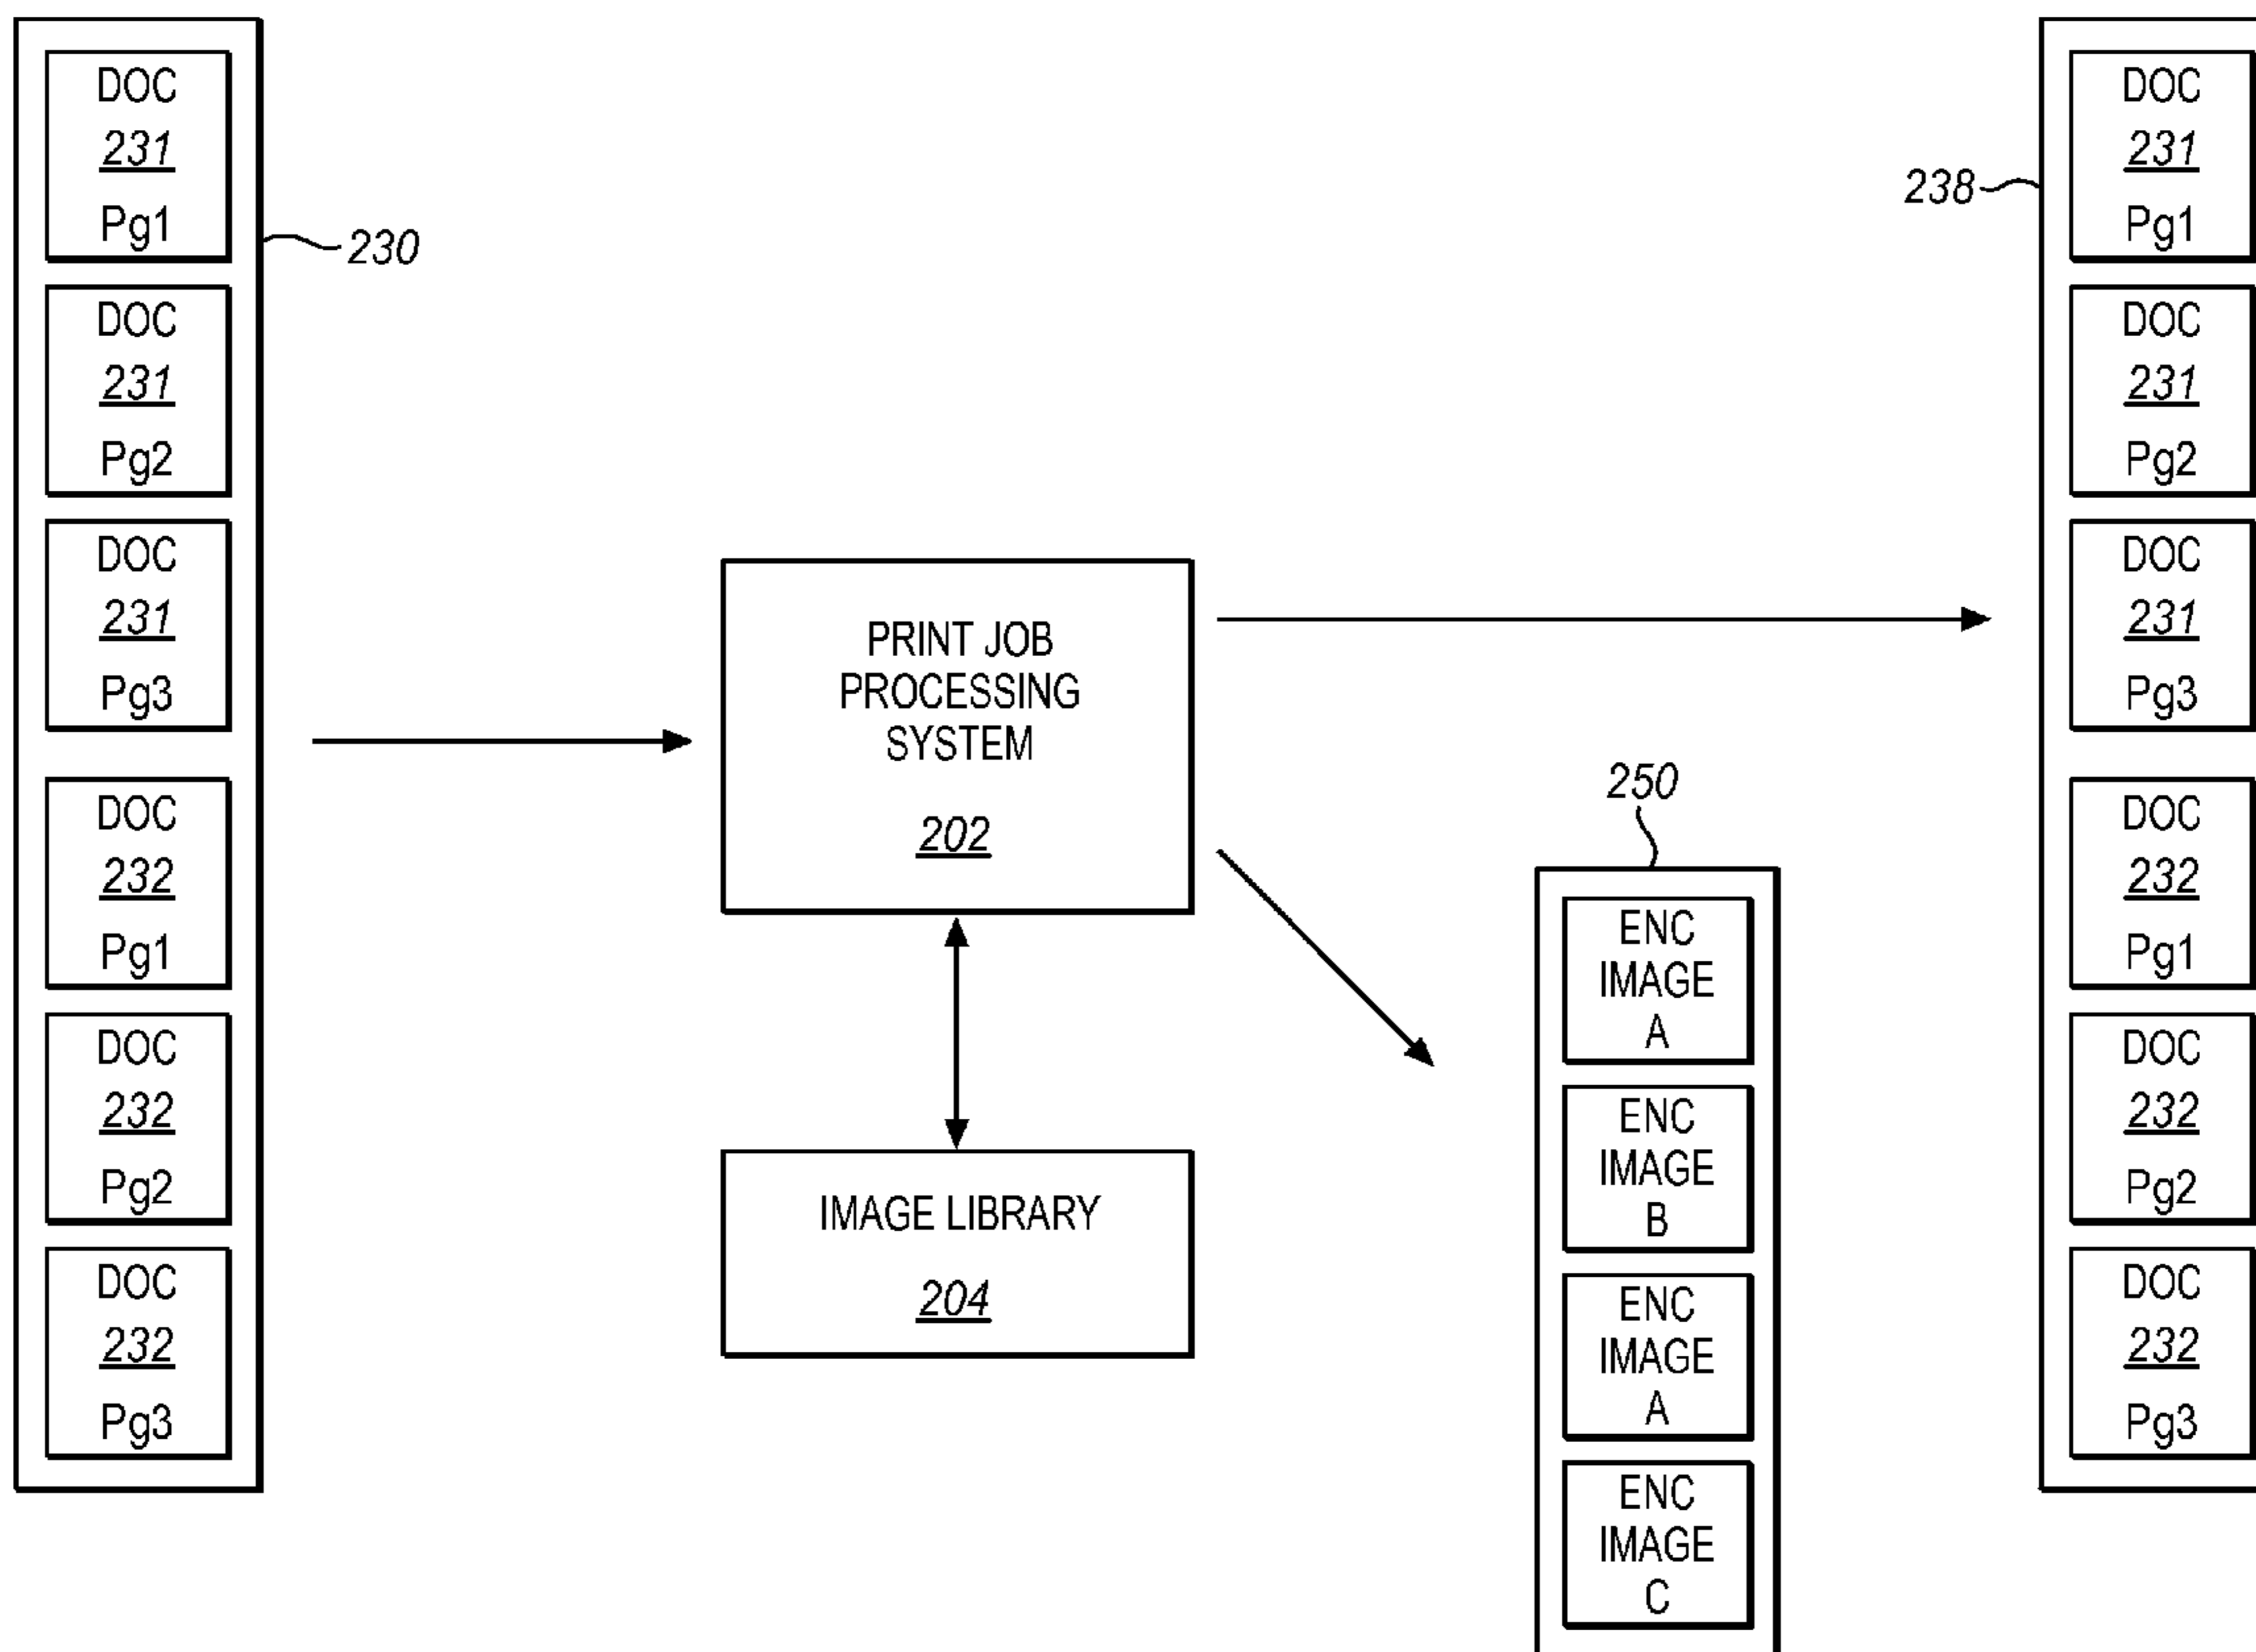 DOC
231
Pg1
DOC
231
Pg2
DOC
231
Pg3
DOC
232
Pg1
DOC
232
Pg2
DOC
232
Pg3
230
PRINT JOB
PROCESSING
SYSTEM
202
IMAGE LIBRARY
204
250
ENC
IMAGE
A
ENC
IMAGE
B
ENC
IMAGE
A
ENC
IMAGE
C
238
DOC
231
Pg1
DOC
231
Pg2
DOC
231
Pg3
DOC
232
Pg1
DOC
232
Pg2
DOC
232
Pg3